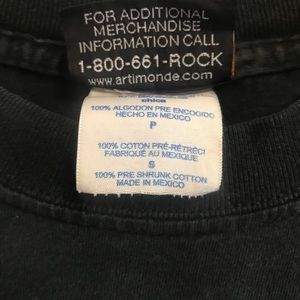 FOR ADDITIONAL
MERCHANDISE
INFORMATION CALL
1-800-661-ROCK
www.artimonde.com
chica
100% ALGODON PRE ENCOGIDO
HECHO EN MEXICO
P
100% COTON PRÉ-RÉTRÉCI
FABRIQUÉ AU MEXIQUE
S
100% PRE SHRUNK COTTON
MADE IN MEXICO